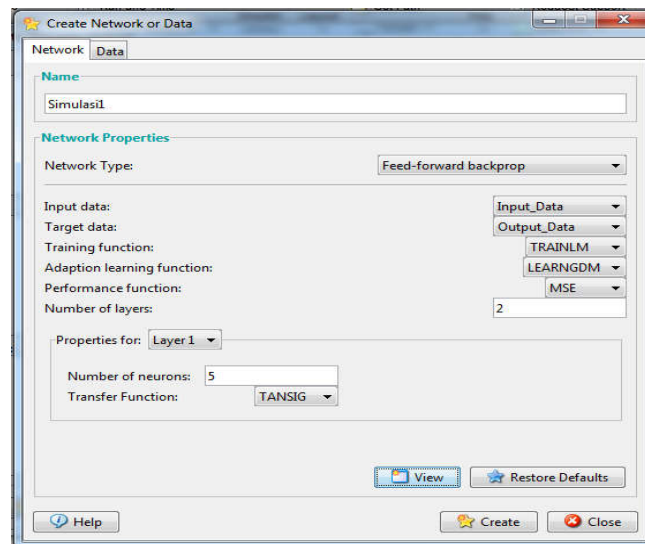 Create Network or Data
Network Data
Name
Simulasi1
Network Properties
Network Type: Feed-forward backprop
Input data: Input_Data
Target data: Output_Data
Training function: TRAINLM
Adaption learning function: LEARNGDM
Performance function: MSE
Number of layers: 2
Properties for: Layer 1
Number of neurons: 5
Transfer Function: TANSIG
View Restore Defaults
Help Create Close